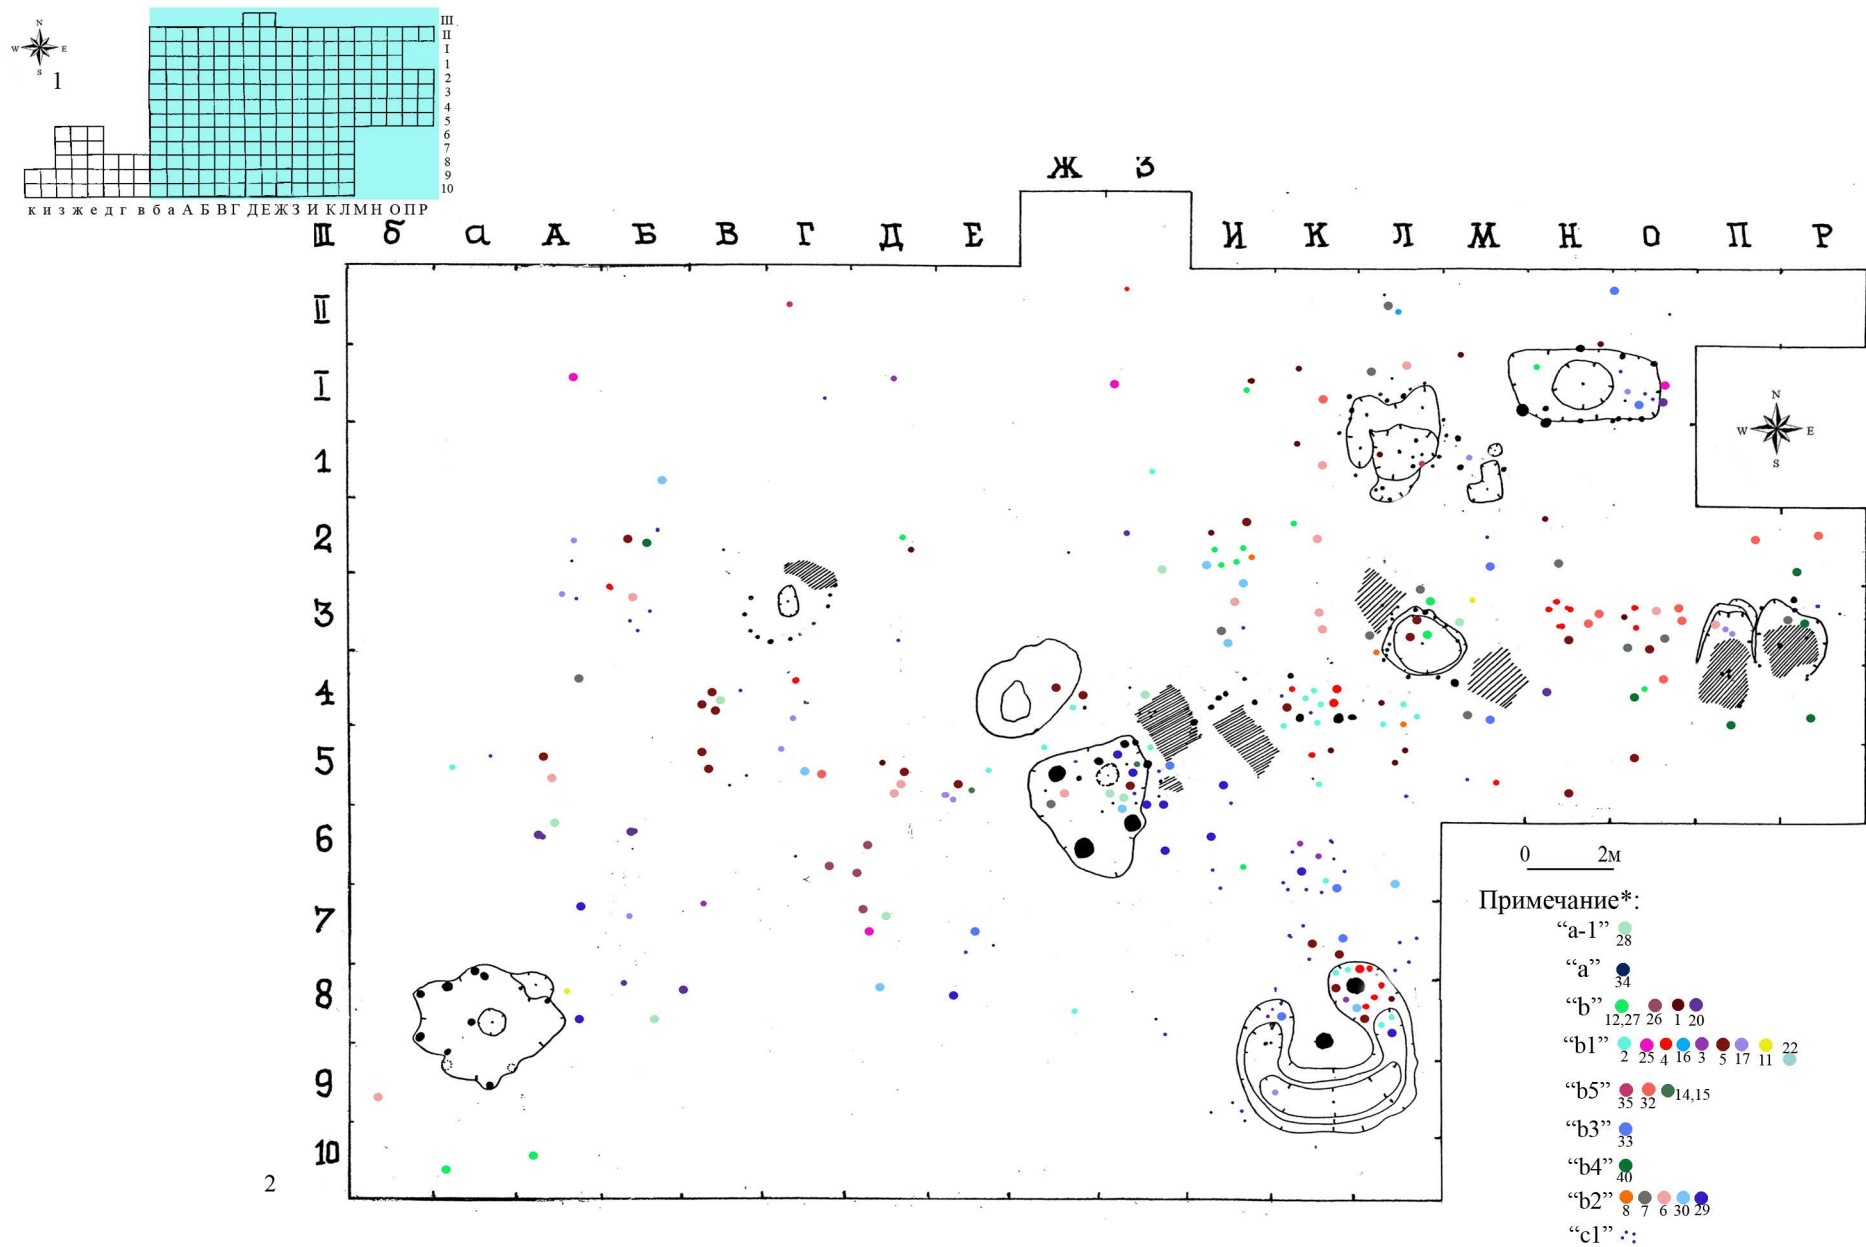 N
W E
S
1
III
II
I
1
2
3
4
5
6
7
8
9
10
к и з ж е д г в б а А Б В Г Д Е Ж З И К Л М Н О П Р
Ж З
III б а А Б В Г Д Е И К Л М Н О П Р
II
I
1
2
3
4
5
6
7
8
9
10
N
W E
S
0 2м
2
Примечание*:
“a-1”
28
“a”
34
“b”
12,27 26 1 20
“b1”
2 25 4 16 3 5 17 11 22
“b5”
35 32 14,15
“b3”
33
“b4”
40
“b2”
8 7 6 30 29
“c1”